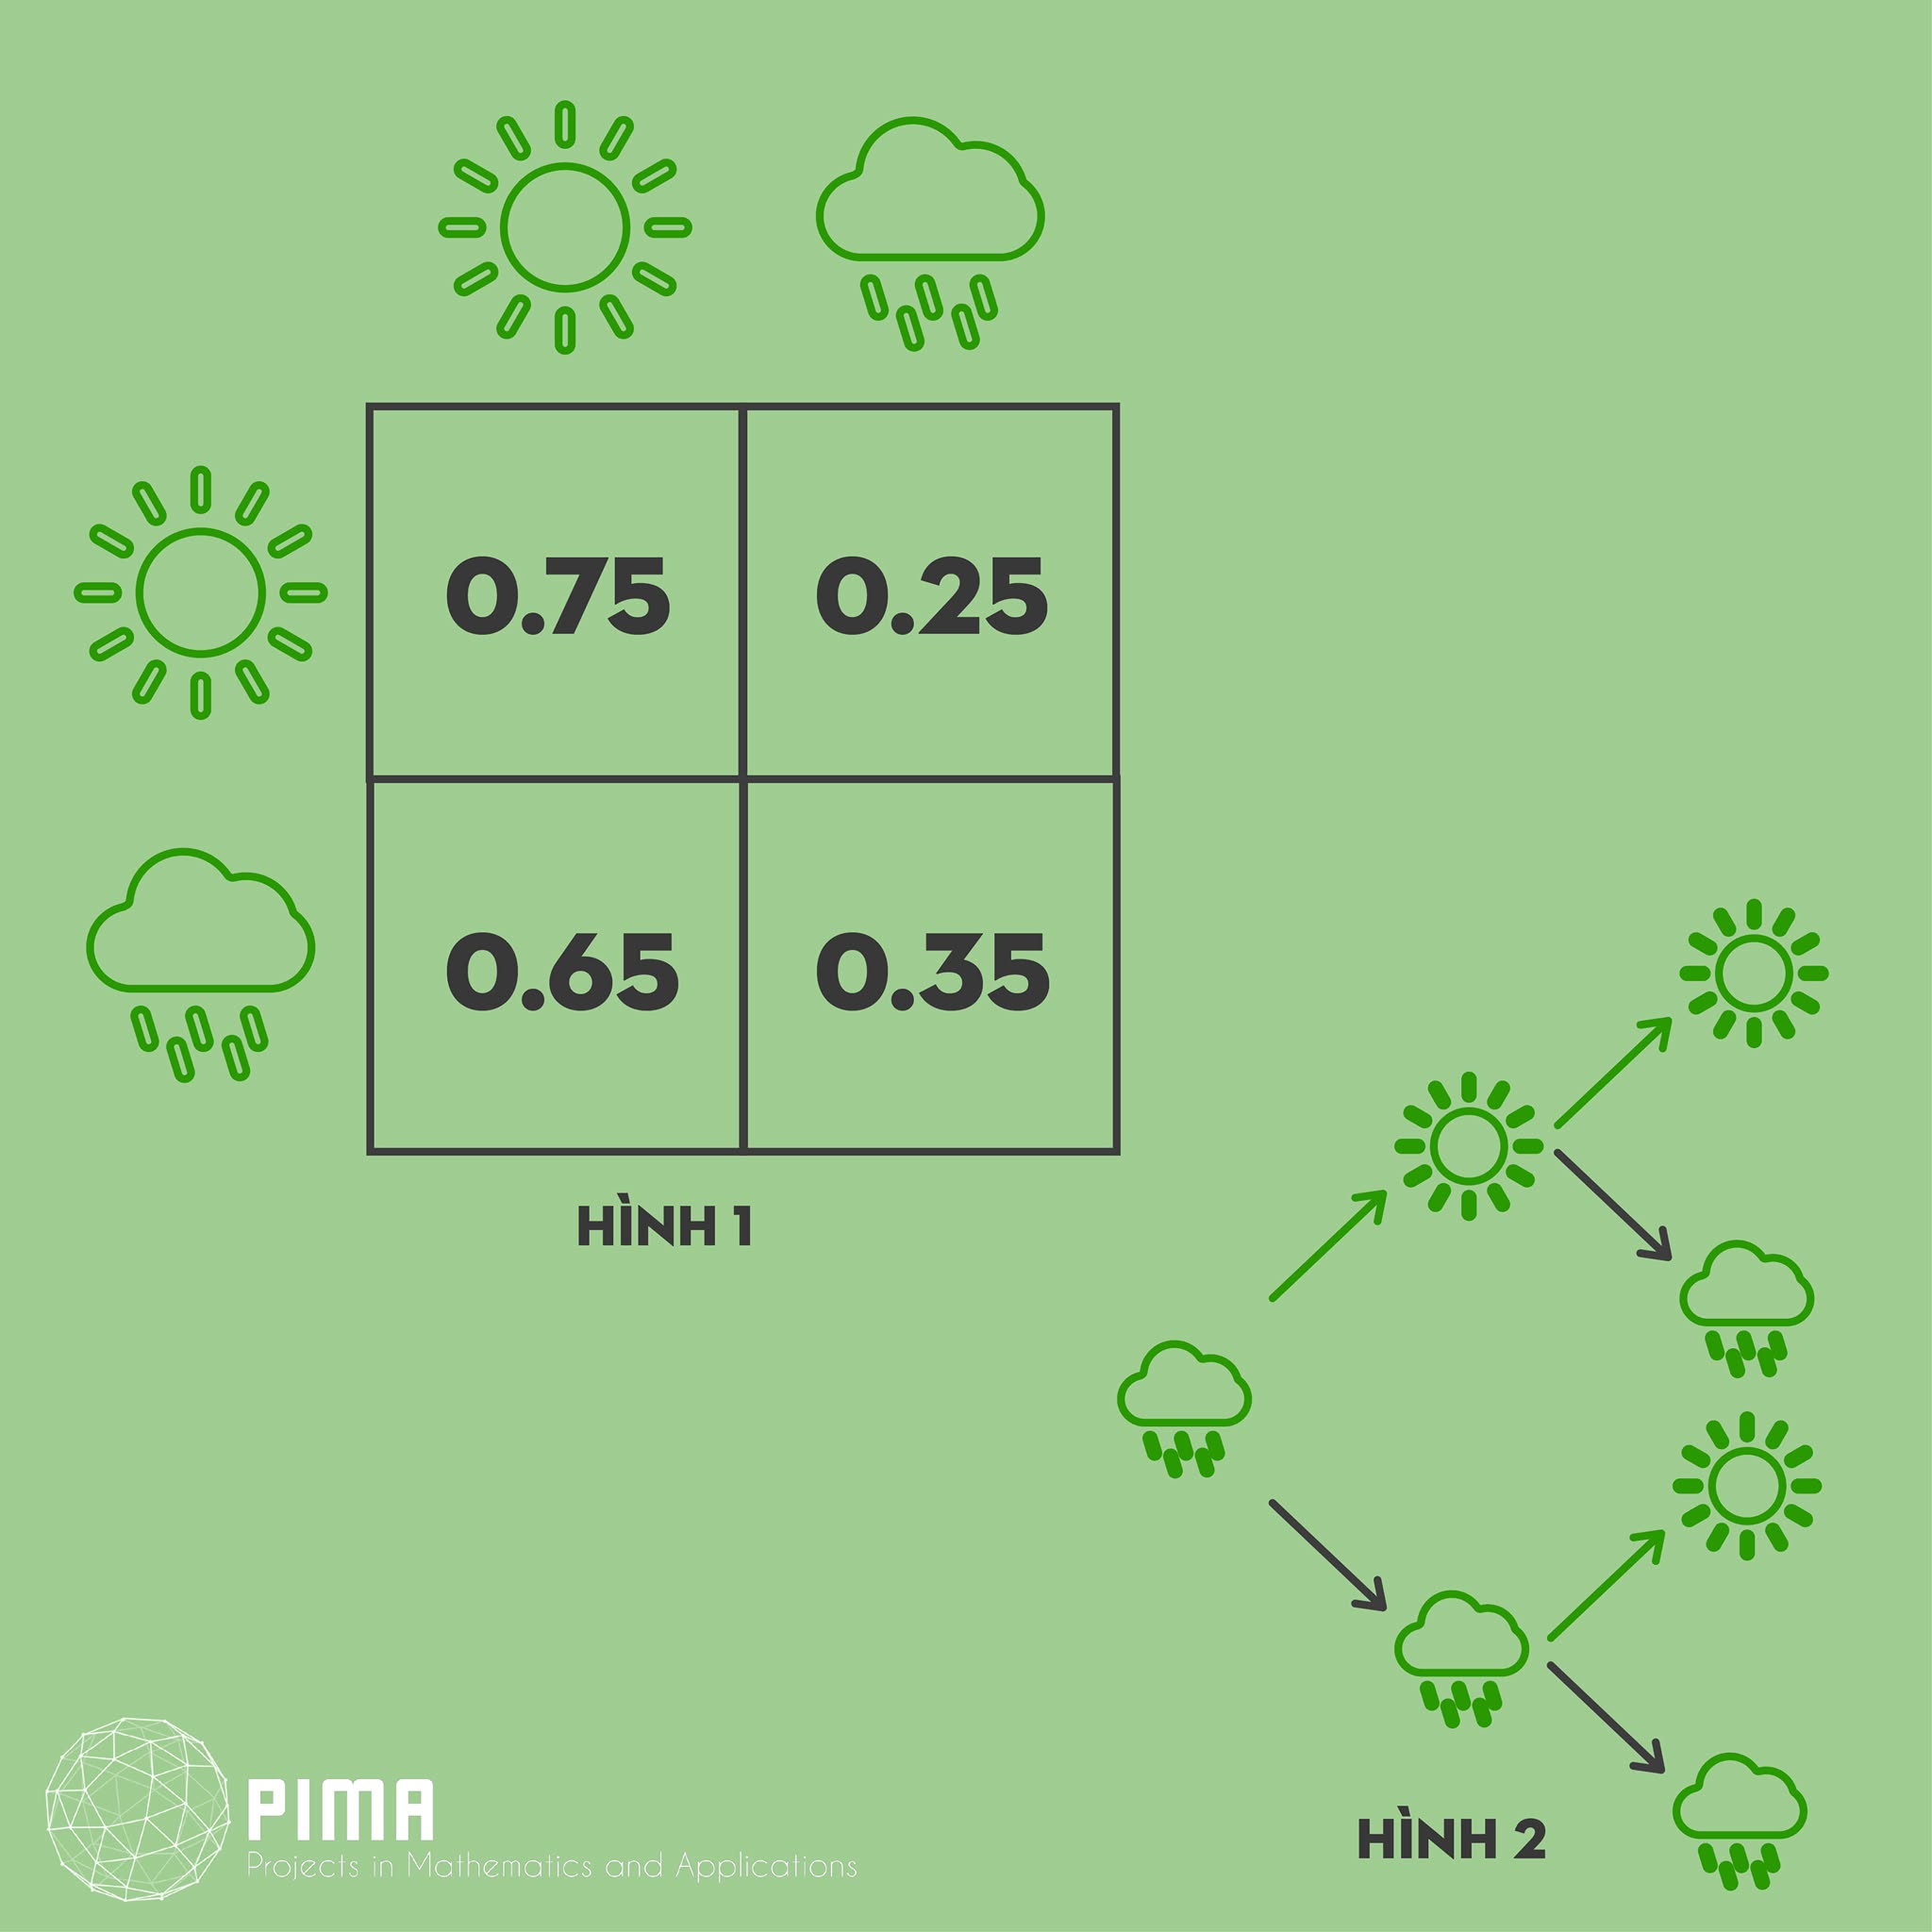 0.75 0.25
0.65 0.35
HÌNH 1
HÌNH 2
PIMA
Projects in Mathematics and Applications